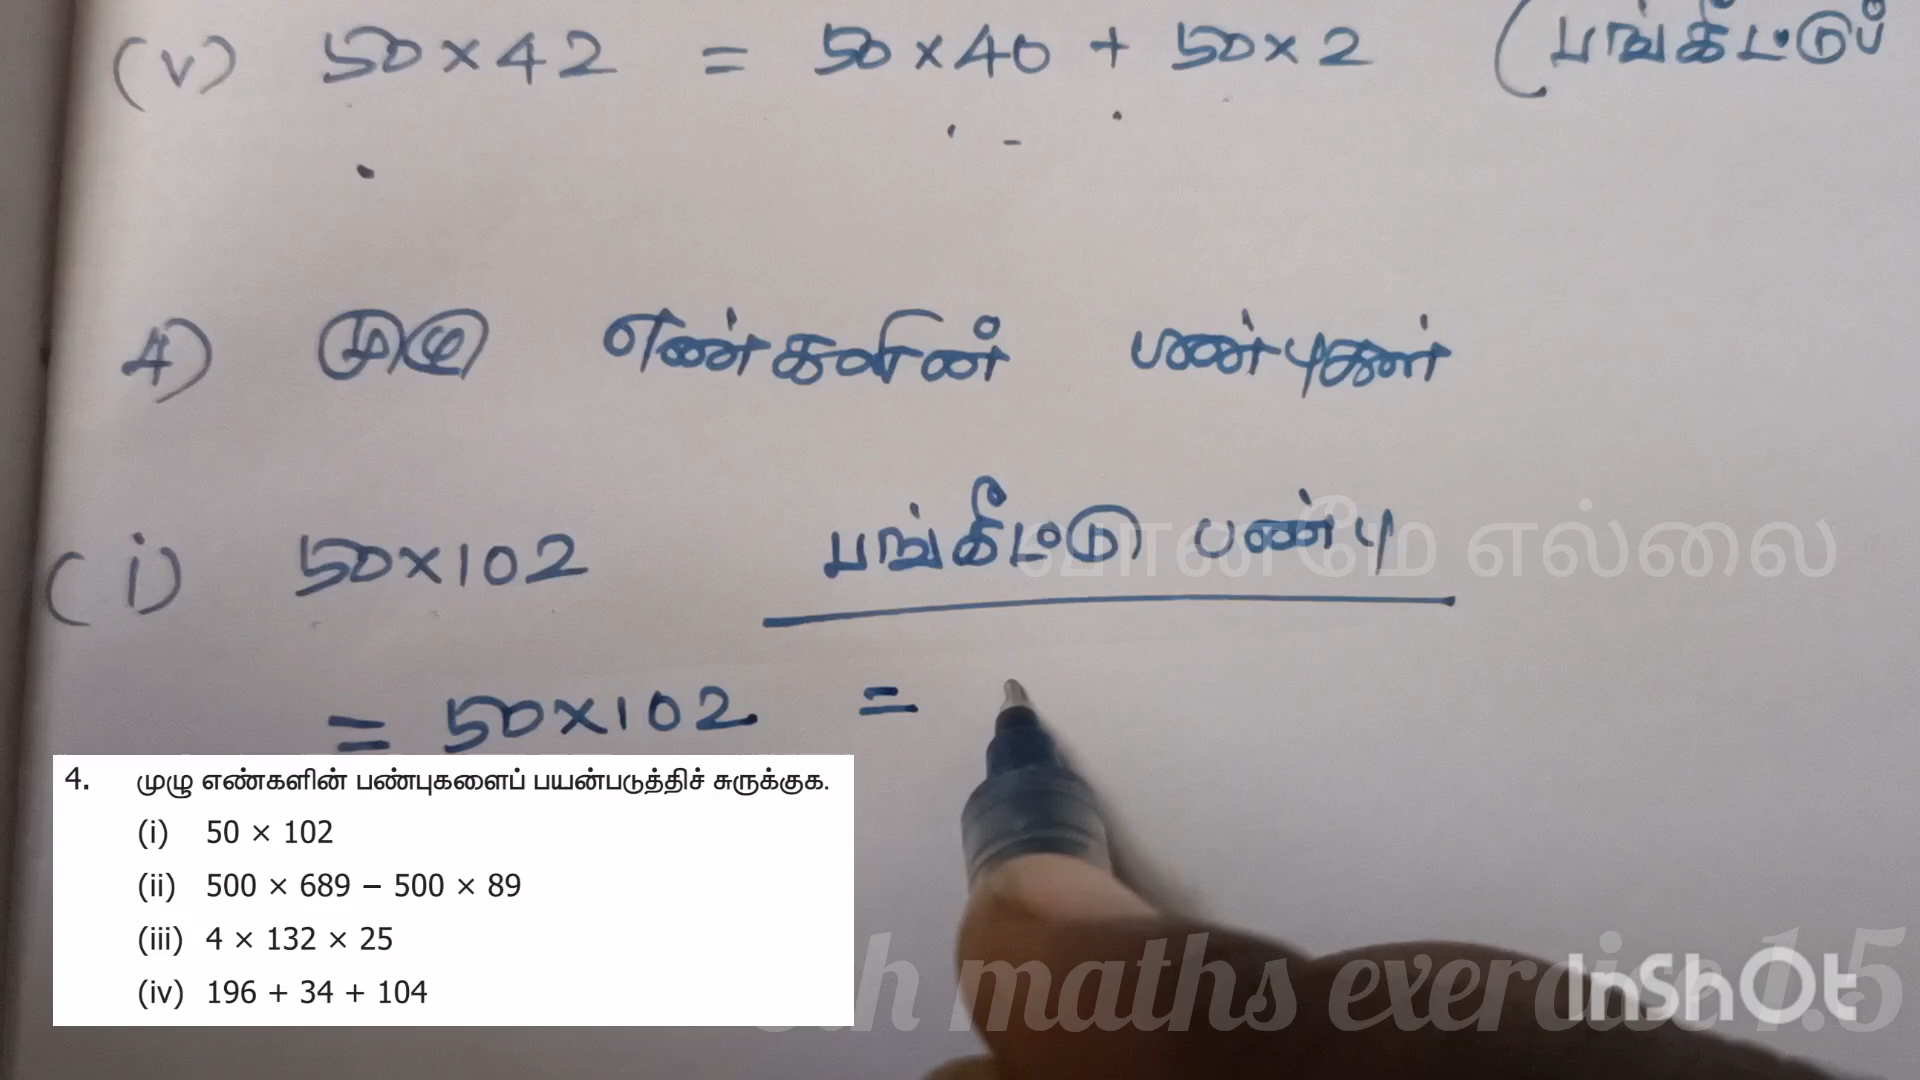 (v) 50 × 42 = 50 × 40 + 50 × 2 (பங்கீட்டுப்
4) முழு எண்களின் பண்புகள்
(i) 50 × 102 பங்கீட்டு பண்பு
வானமே எல்லை
= 50 × 102 =
4. முழு எண்களின் பண்புகளைப் பயன்படுத்திச் சுருக்குக.
(i) 50 × 102
(ii) 500 × 689 – 500 × 89
(iii) 4 × 132 × 25
(iv) 196 + 34 + 104
maths exercise 1.5
InShOt